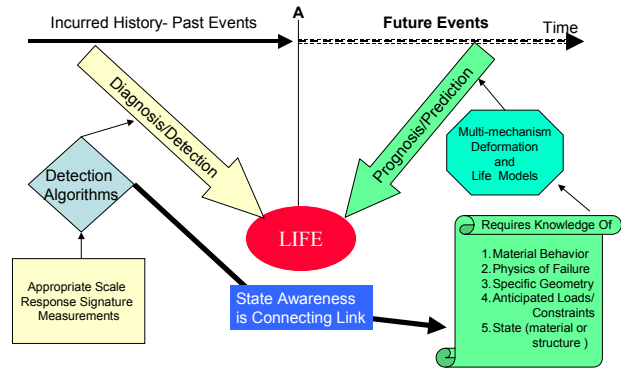 Incurred History- Past Events
A
Future Events
Time
Diagnosis/Detection
Prognosis/Prediction
Multi-mechanism
Deformation
and
Life Models
Detection
Algorithms
LIFE
Requires Knowledge Of
1. Material Behavior
2. Physics of Failure
3. Specific Geometry
4. Anticipated Loads/
Constraints
5. State (material or
structure )
Appropriate Scale
Response Signature
Measurements
State Awareness
is Connecting Link